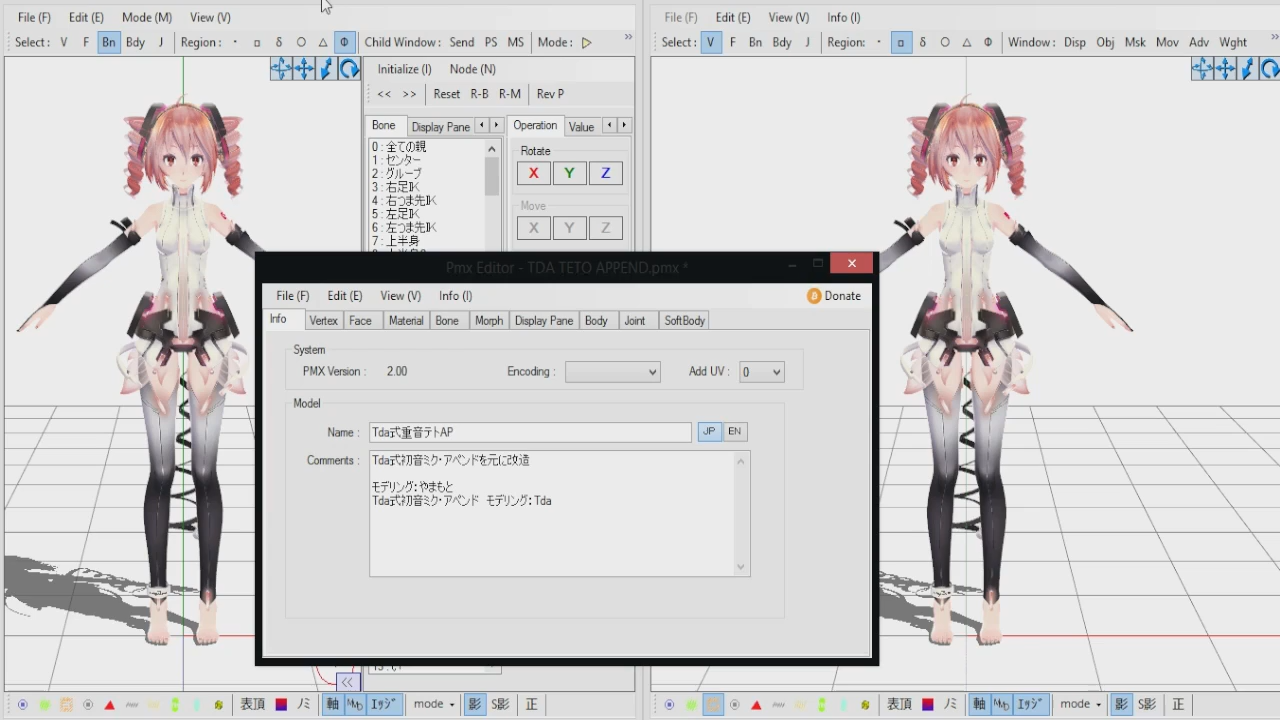 File (F) Edit (E) Mode (M) View (V)
Select : V F Bn Bdy J Region : · ¤ δ O △ Φ Child Window : Send PS MS Mode : »
Initialize (I) Node (N)
<< >> Reset R-B R-M Rev P
Bone Display Pane Operation Value
0 : 全ての親
1 : センター
2 : グルーブ
3 : 右足IK
4 : 右つま先IK
5 : 左足IK
6 : 左つま先IK
7 : 上半身
Rotate
X Y Z
Move
X Y Z
File (F) Edit (E) View (V) Info (I)
Select : V F Bn Bdy J Region: · ¤ δ O △ Φ Window : Disp Obj Msk Mov Adv Wght »
Pmx Editor - TDA TETO APPEND.pmx *
File (F) Edit (E) View (V) Info (I) Donate
Info Vertex Face Material Bone Morph Display Pane Body Joint SoftBody
System
PMX Version : 2.00 Encoding : Add UV : 0
Model
Name : Tda式重音テトAP JP EN
Comments : Tda式初音ミク・アペンドを元に改造
モデリング：やまもと
Tda式初音ミク・アペンド モデリング：Tda
<<
表頂 軸 エッジ mode 影 S影 正
表頂 軸 エッジ mode 影 S影 正